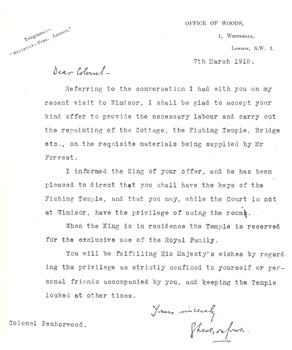 OFFICE OF WOODS,
Telegrams:—
LONDON."
1, WHITEHALL,
LONDON, S.W. 1.
7th March 1918.
Dear Colonel—
Referring to the conversation I had with you on my
recent visit to Windsor, I shall be glad to accept your
kind offer to provide the necessary labour and carry out
the repainting of the Cottage, the Fishing Temple, Bridge
etc., on the requisite materials being supplied by Mr
Forrest.
I informed the King of your offer, and he has been
pleased to direct that you shall have the keys of the
Fishing Temple, and that you may, while the Court is not
at Windsor, have the privilege of using the room.
When the King is in residence the Temple is reserved
for the exclusive use of the Royal Family.
You will be fulfilling His Majesty's wishes by regard-
ing the privilege as strictly confined to yourself or per-
sonal friends accompanied by you, and keeping the Temple
locked at other times.
Yours sincerely
Colonel Penhorwood.